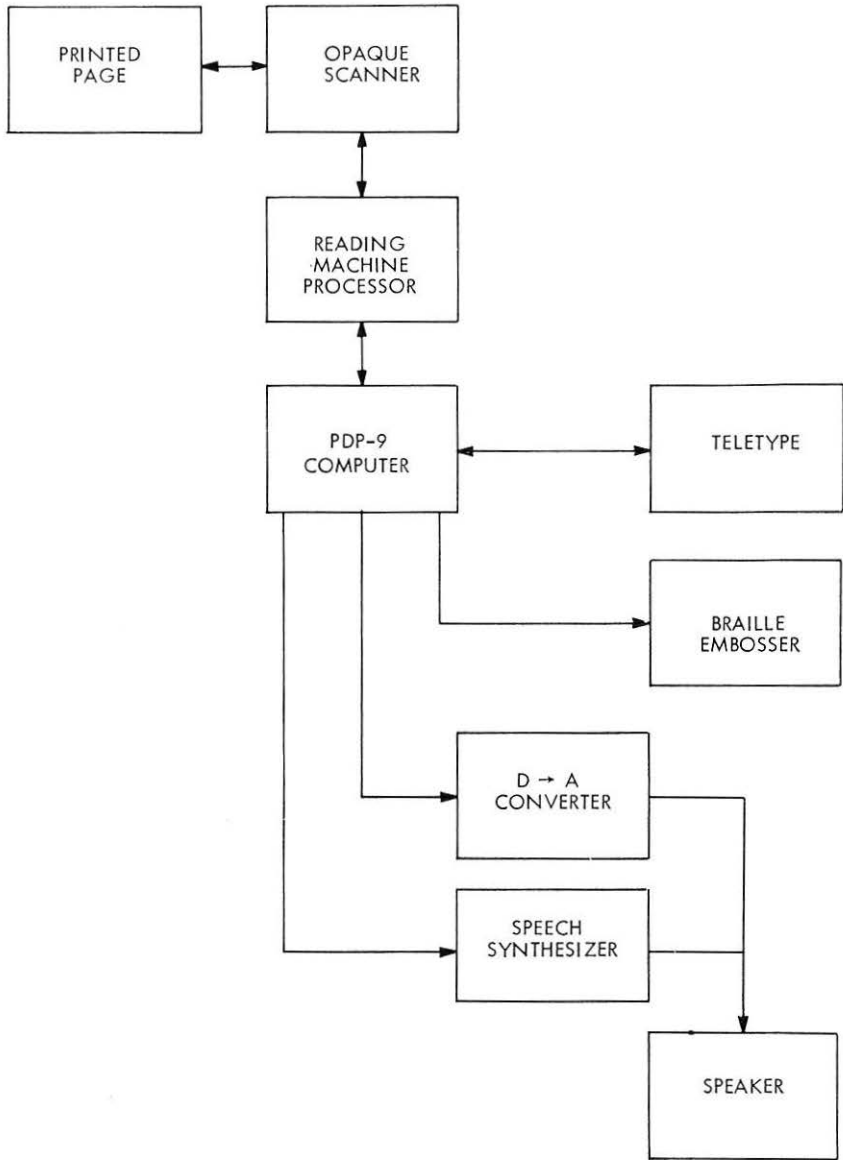 PRINTED
PAGE
OPAQUE
SCANNER
READING
MACHINE
PROCESSOR
PDP-9
COMPUTER
TELETYPE
BRAILLE
EMBOSSER
D → A
CONVERTER
SPEECH
SYNTHESIZER
SPEAKER